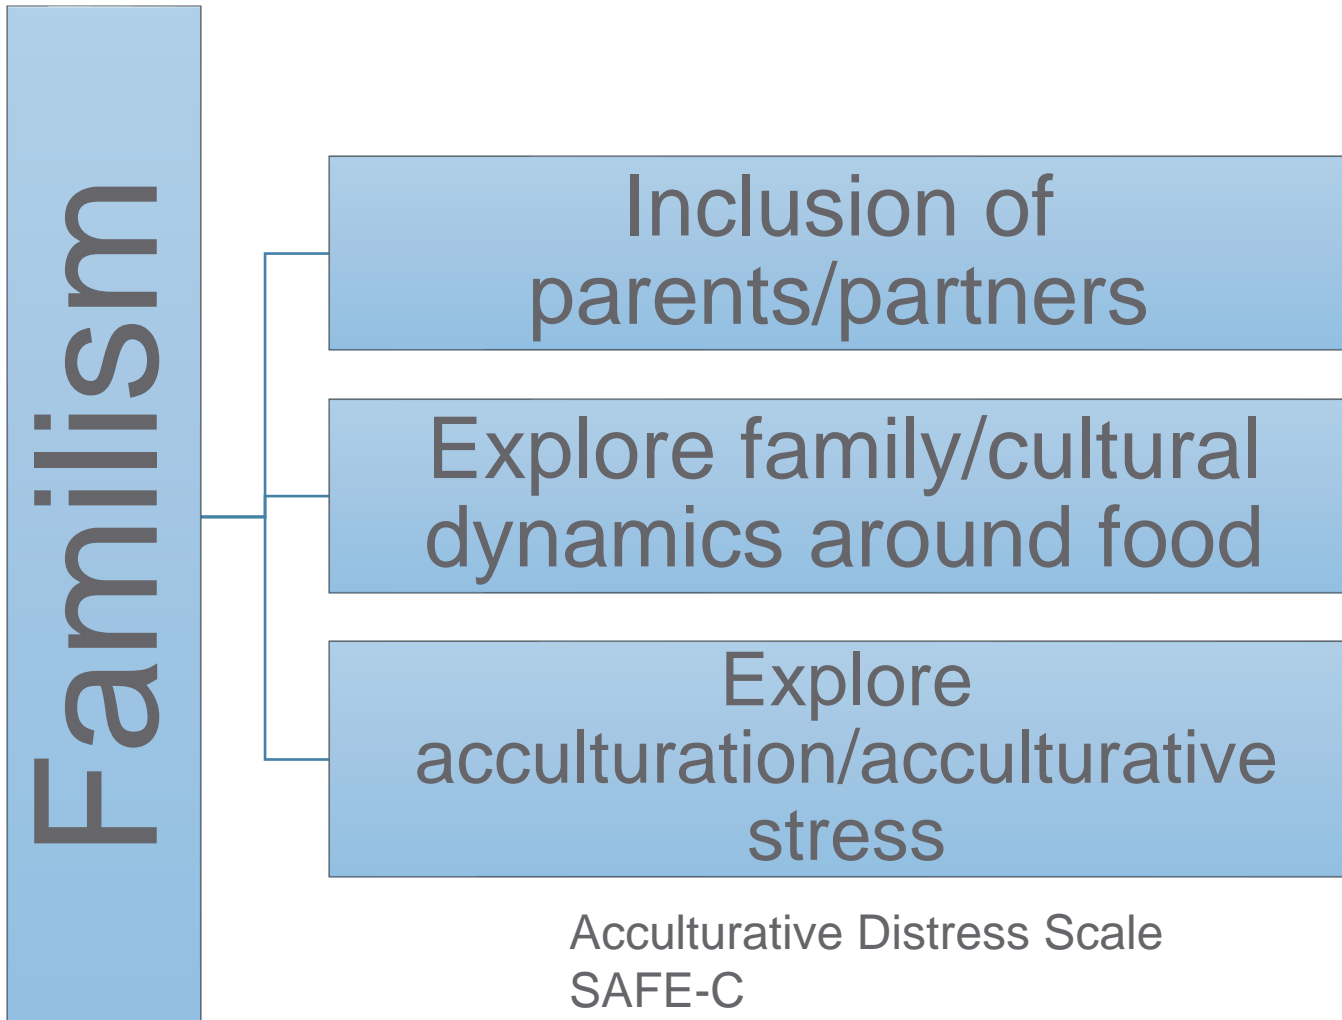 Familism
Inclusion of
parents/partners
Explore family/cultural
dynamics around food
Explore
acculturation/acculturative
stress
Acculturative Distress Scale
SAFE-C